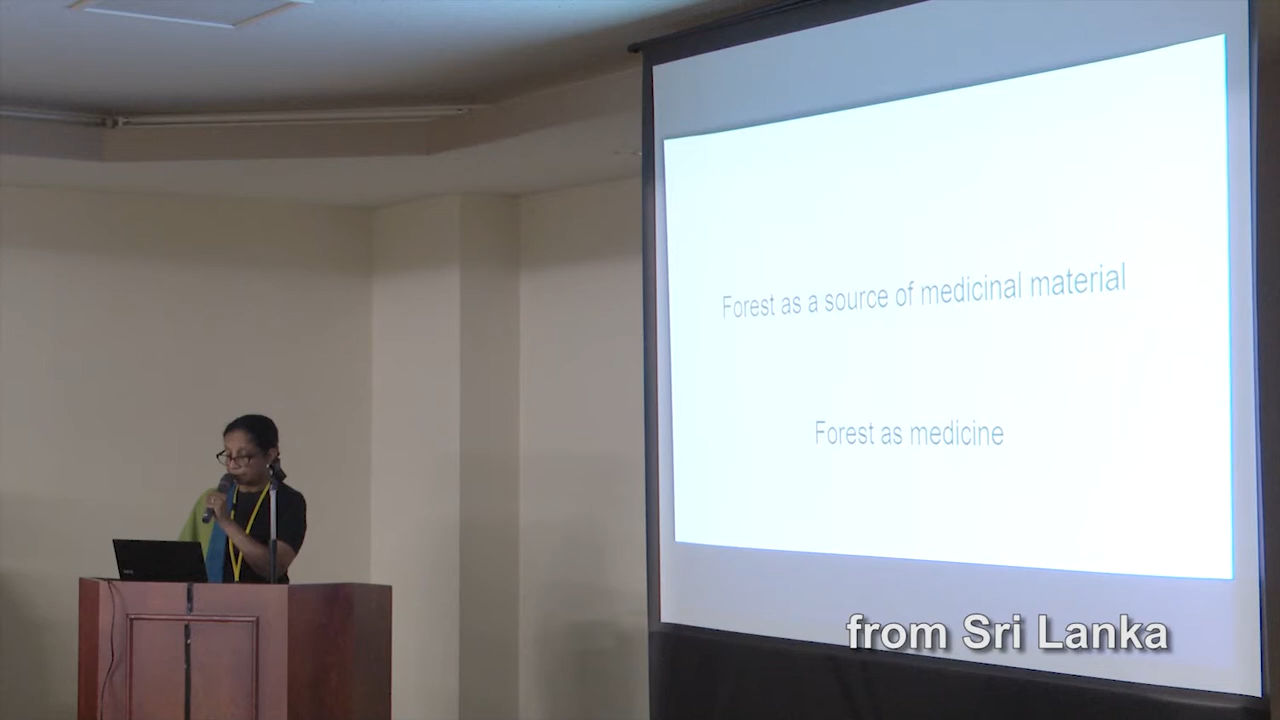 Forest as a source of medicinal material
Forest as medicine
from Sri Lanka